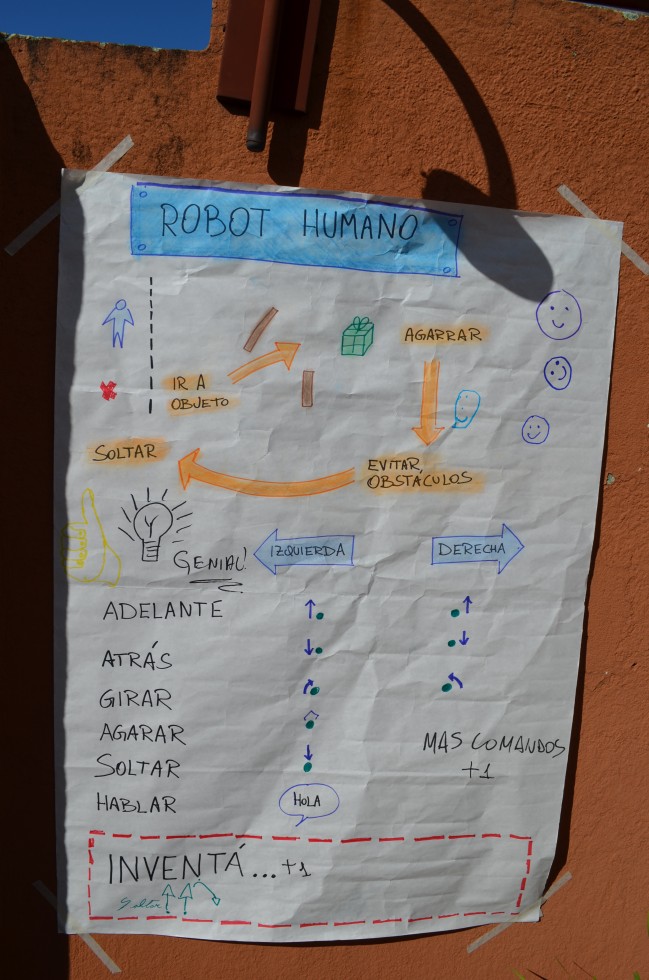 ROBOT HUMANO
AGARRAR
IR A
OBJETO
SOLTAR
EVITAR
OBSTÁCULOS
GENIAL!
IZQUIERDA
DERECHA
ADELANTE
ATRÁS
GIRAR
AGARAR
SOLTAR
MAS COMANDOS
+1
HABLAR
HOLA
INVENTÁ...+1
Saltar